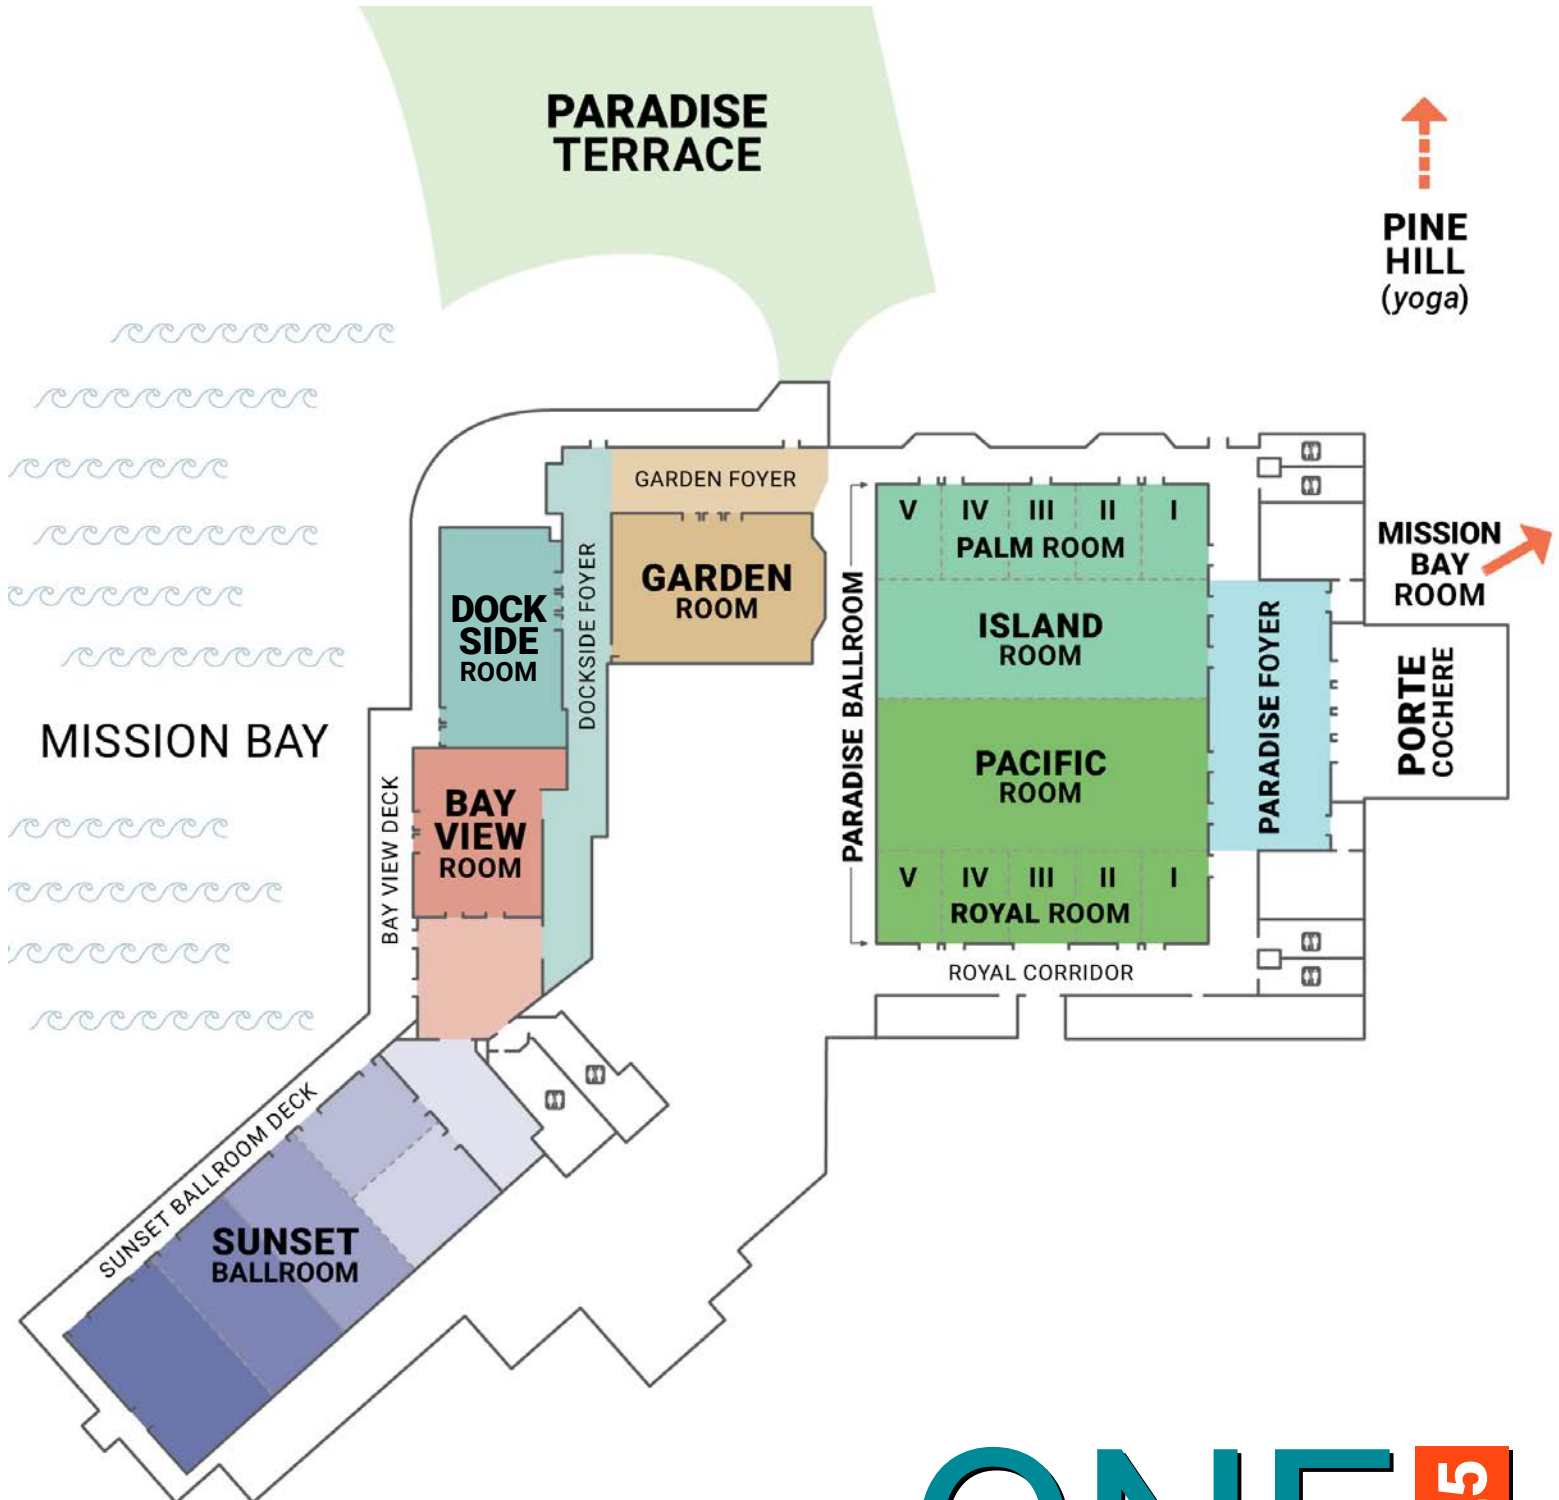 PARADISE
TERRACE
PINE
HILL
(yoga)
GARDEN FOYER
V IV III II I
PALM ROOM
MISSION
BAY
ROOM
DOCK
SIDE
ROOM
DOCKSIDE FOYER
GARDEN
ROOM
PARADISE BALLROOM
ISLAND
ROOM
PARADISE FOYER
PORTE
COCHERE
MISSION BAY
BAY VIEW DECK
BAY
VIEW
ROOM
PACIFIC
ROOM
V IV III II I
ROYAL ROOM
ROYAL CORRIDOR
SUNSET BALLROOM DECK
SUNSET
BALLROOM
ONE
5